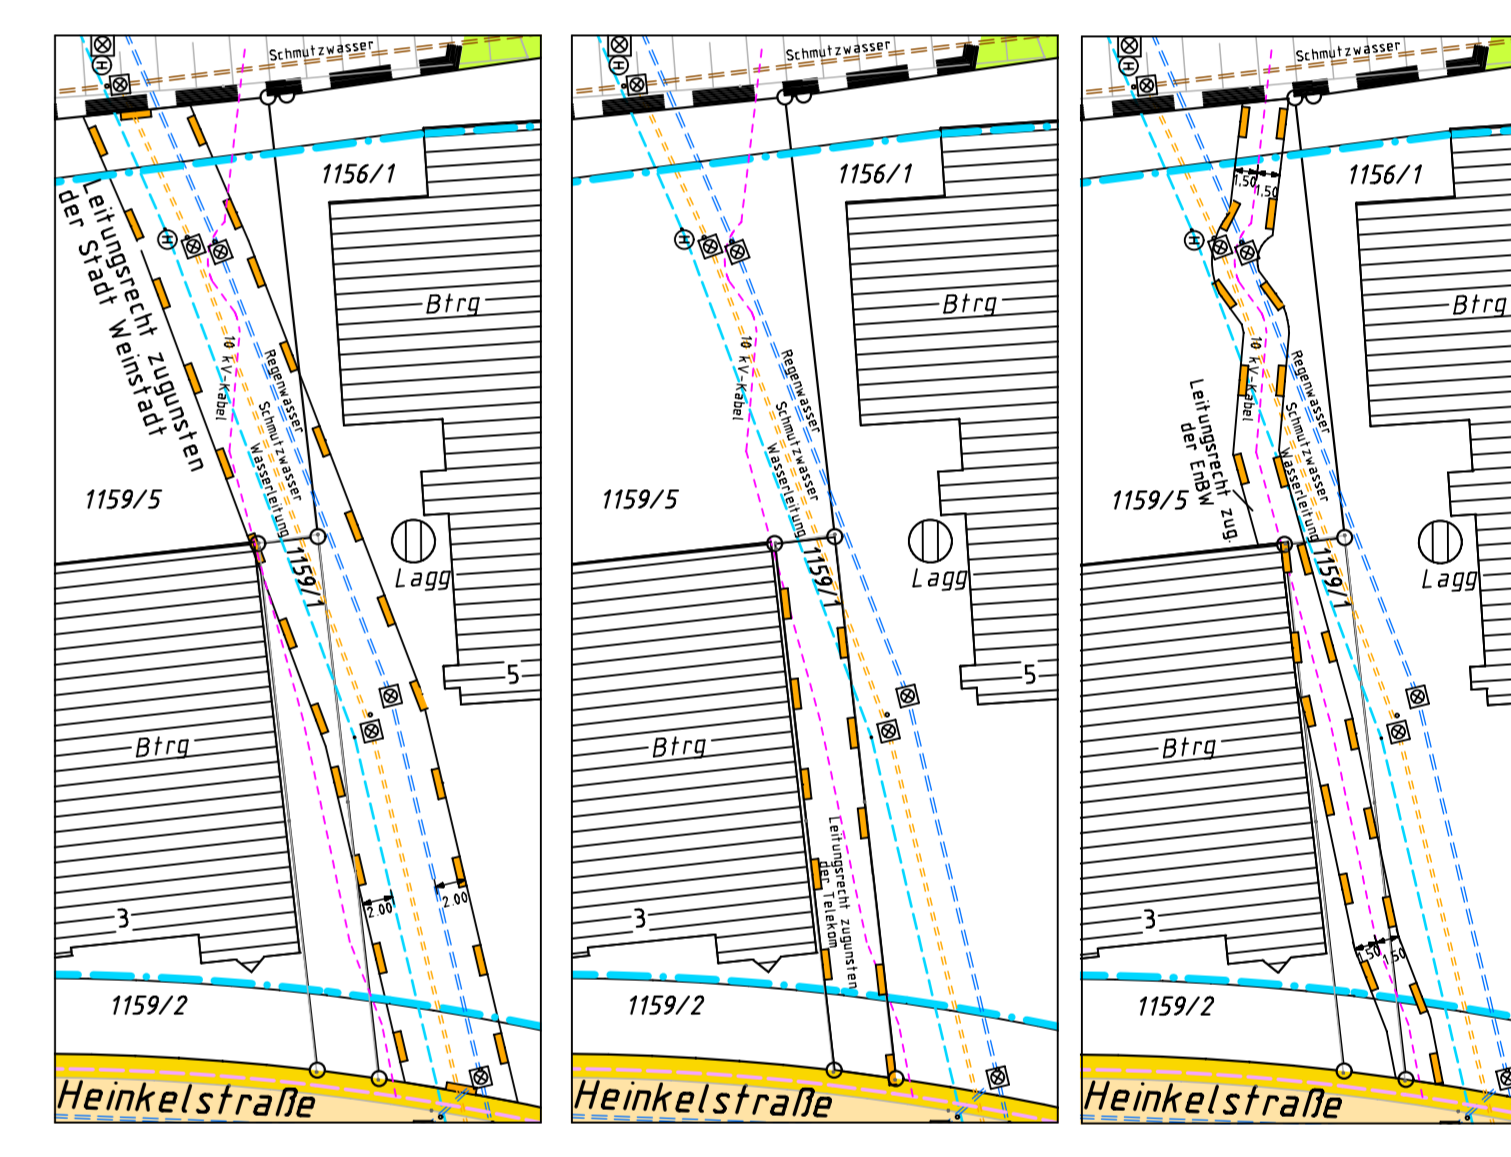 Schmutzwasser
H
1156/1
Leitungsrecht zugunsten
der Stadt Weinstadt
H
Btrg
10 kV-Kabel
Regenwasser
Schmutzwasser
Wasserleitung
1159/5
1159/1
Lagg
5
Btrg
3
2.00
2.00
1159/2
Heinkelstraße
Schmutzwasser
H
1156/1
H
Btrg
10 kV-Kabel
Regenwasser
Schmutzwasser
Wasserleitung
1159/5
1159/1
Lagg
5
Btrg
Leitungsrecht zugunsten
der Telekom
3
1159/2
Heinkelstraße
Schmutzwasser
H
1156/1
1.50
1.50
H
Btrg
10 kV-Kabel
Regenwasser
Schmutzwasser
Wasserleitung
Leitungsrecht zug.
der EnBW
1159/5
1159/1
Lagg
Btrg
3
1.50
1.50
1159/2
Heinkelstraße